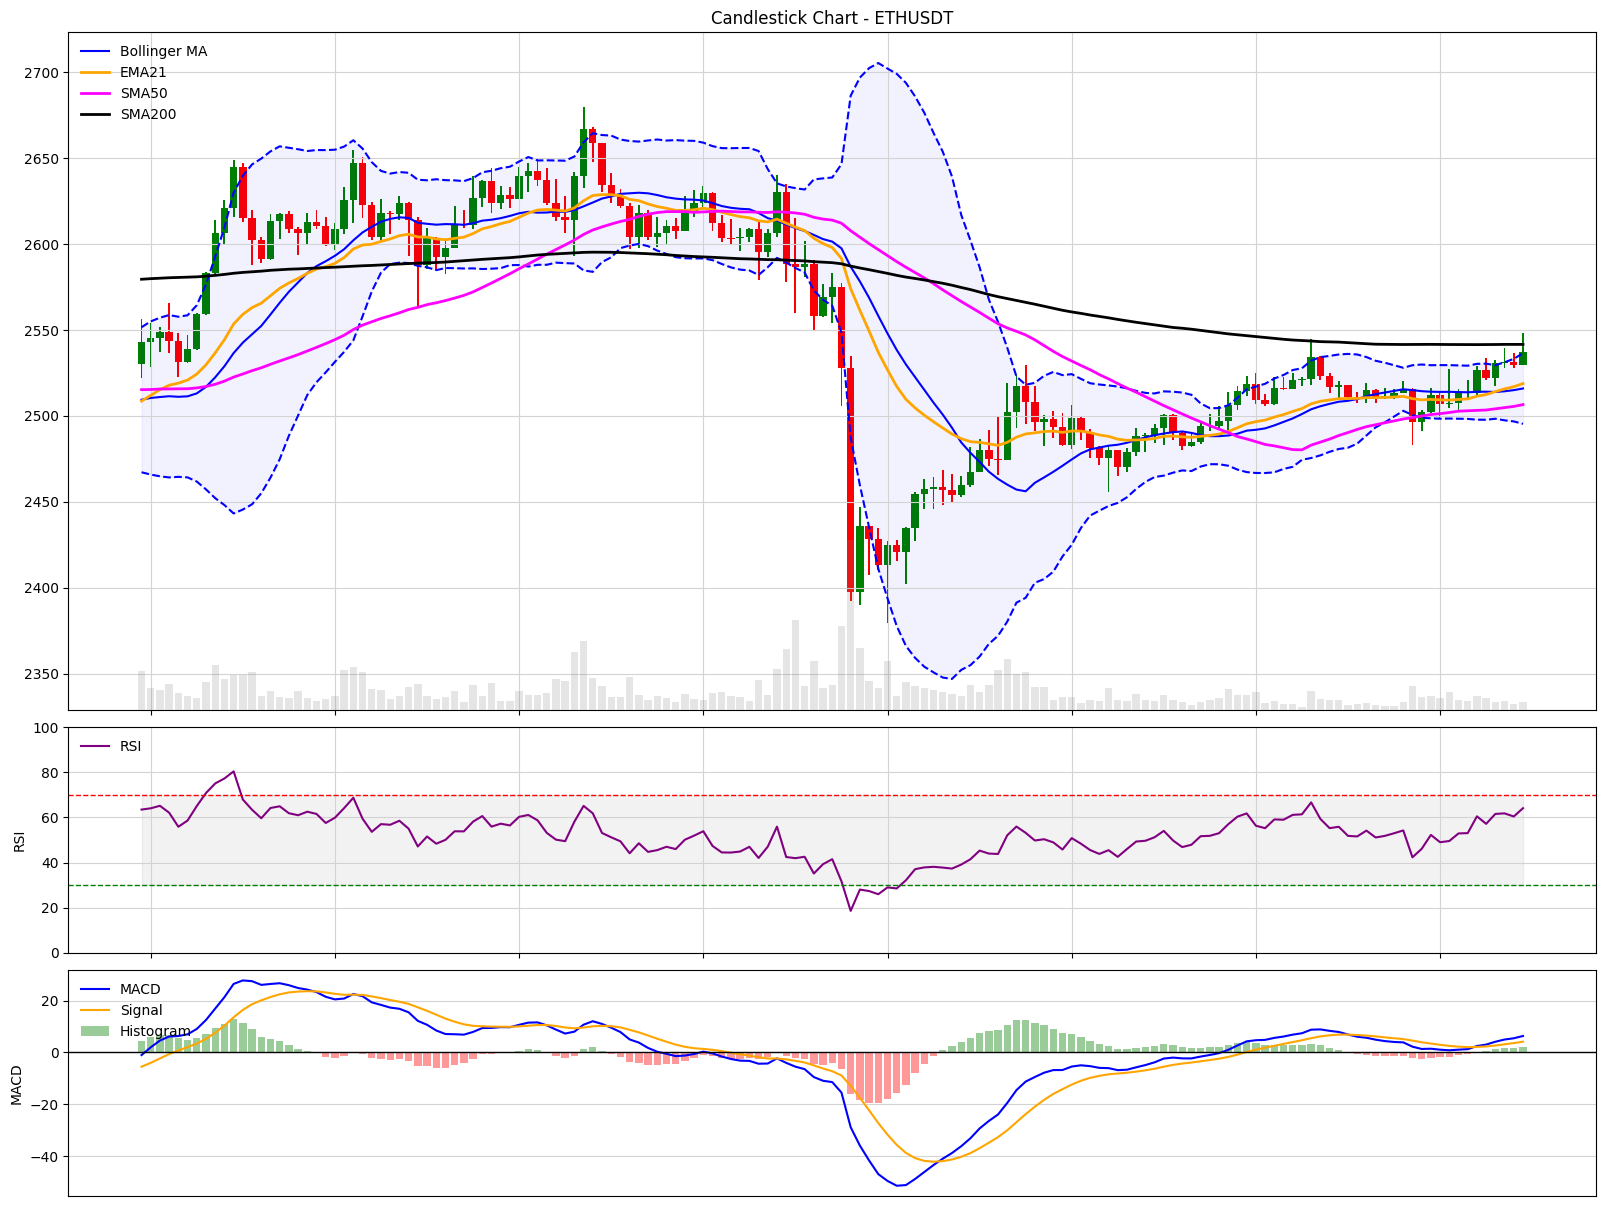 Candlestick Chart - ETHUSDT
Bollinger MA
EMA21
SMA50
SMA200
2700
2650
2600
2550
2500
2450
2400
2350
RSI
100
80
60
40
20
0
RSI
MACD
Signal
Histogram
20
0
−20
−40
MACD